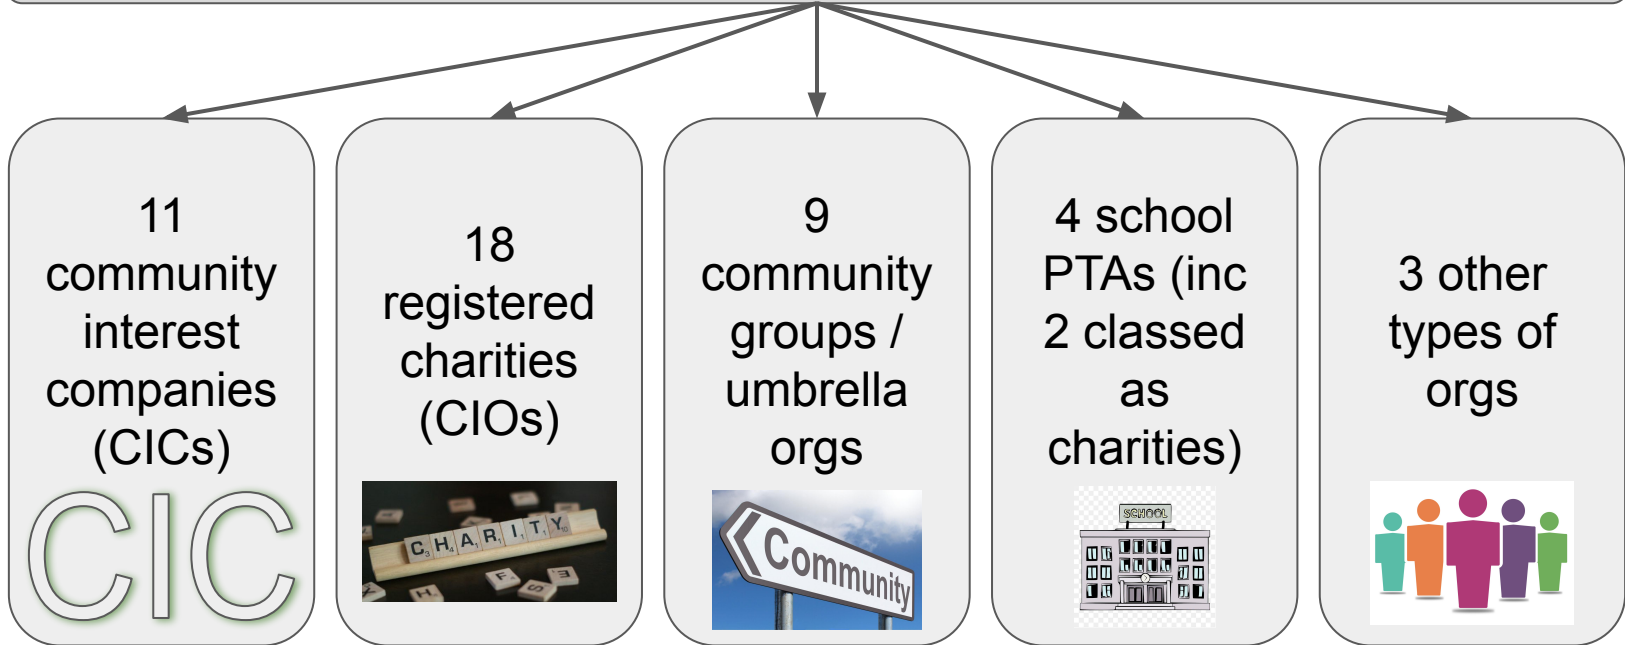 11
community
interest
companies
(CICs)
CIC
18
registered
charities
(CIOs)
CHARITY
9
community
groups /
umbrella
orgs
Community
4 school
PTAs (inc
2 classed
as
charities)
SCHOOL
3 other
types of
orgs